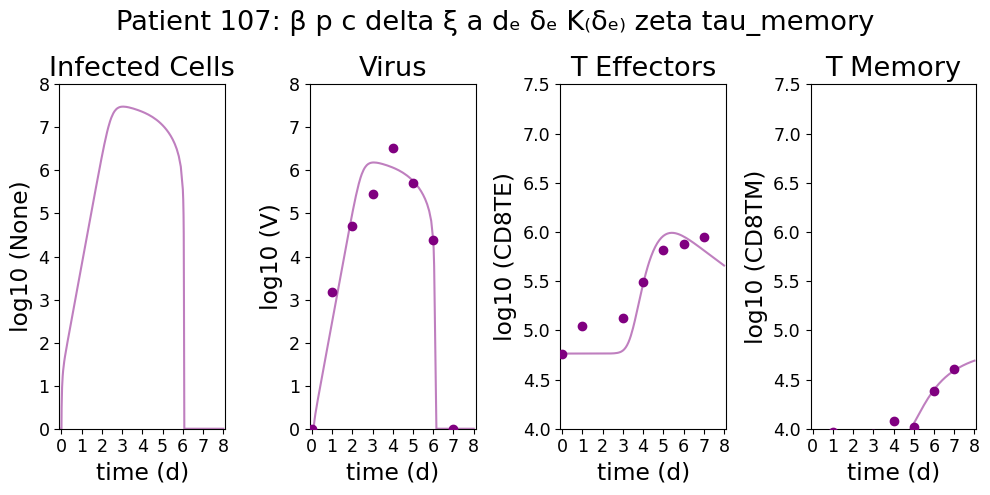 Patient 107: β p c delta ξ a dₑ δₑ K₍δₑ₎ zeta tau_memory
Infected Cells
Virus
T Effectors
T Memory
log10 (None)
8
7
6
5
4
3
2
1
0
0 1 2 3 4 5 6 7 8
time (d)
log10 (V)
8
7
6
5
4
3
2
1
0
0 1 2 3 4 5 6 7 8
time (d)
log10 (CD8TE)
7.5
7.0
6.5
6.0
5.5
5.0
4.5
4.0
0 1 2 3 4 5 6 7 8
time (d)
log10 (CD8TM)
7.5
7.0
6.5
6.0
5.5
5.0
4.5
4.0
0 1 2 3 4 5 6 7 8
time (d)